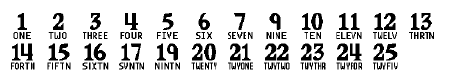 1 2 3 4 5 6 7 9 10 11 12 13
ONE TWO THREE FOUR FIVE SIX SEVEN NINE TEN ELEVN TWELV THRTN
14 15 16 17 19 20 21 22 23 24 25
FORTN FIFTN SIXTN SVNTN NINTN TWENTY TWYONE TWYTWO TWYTHR TWYFOR TWYFIV